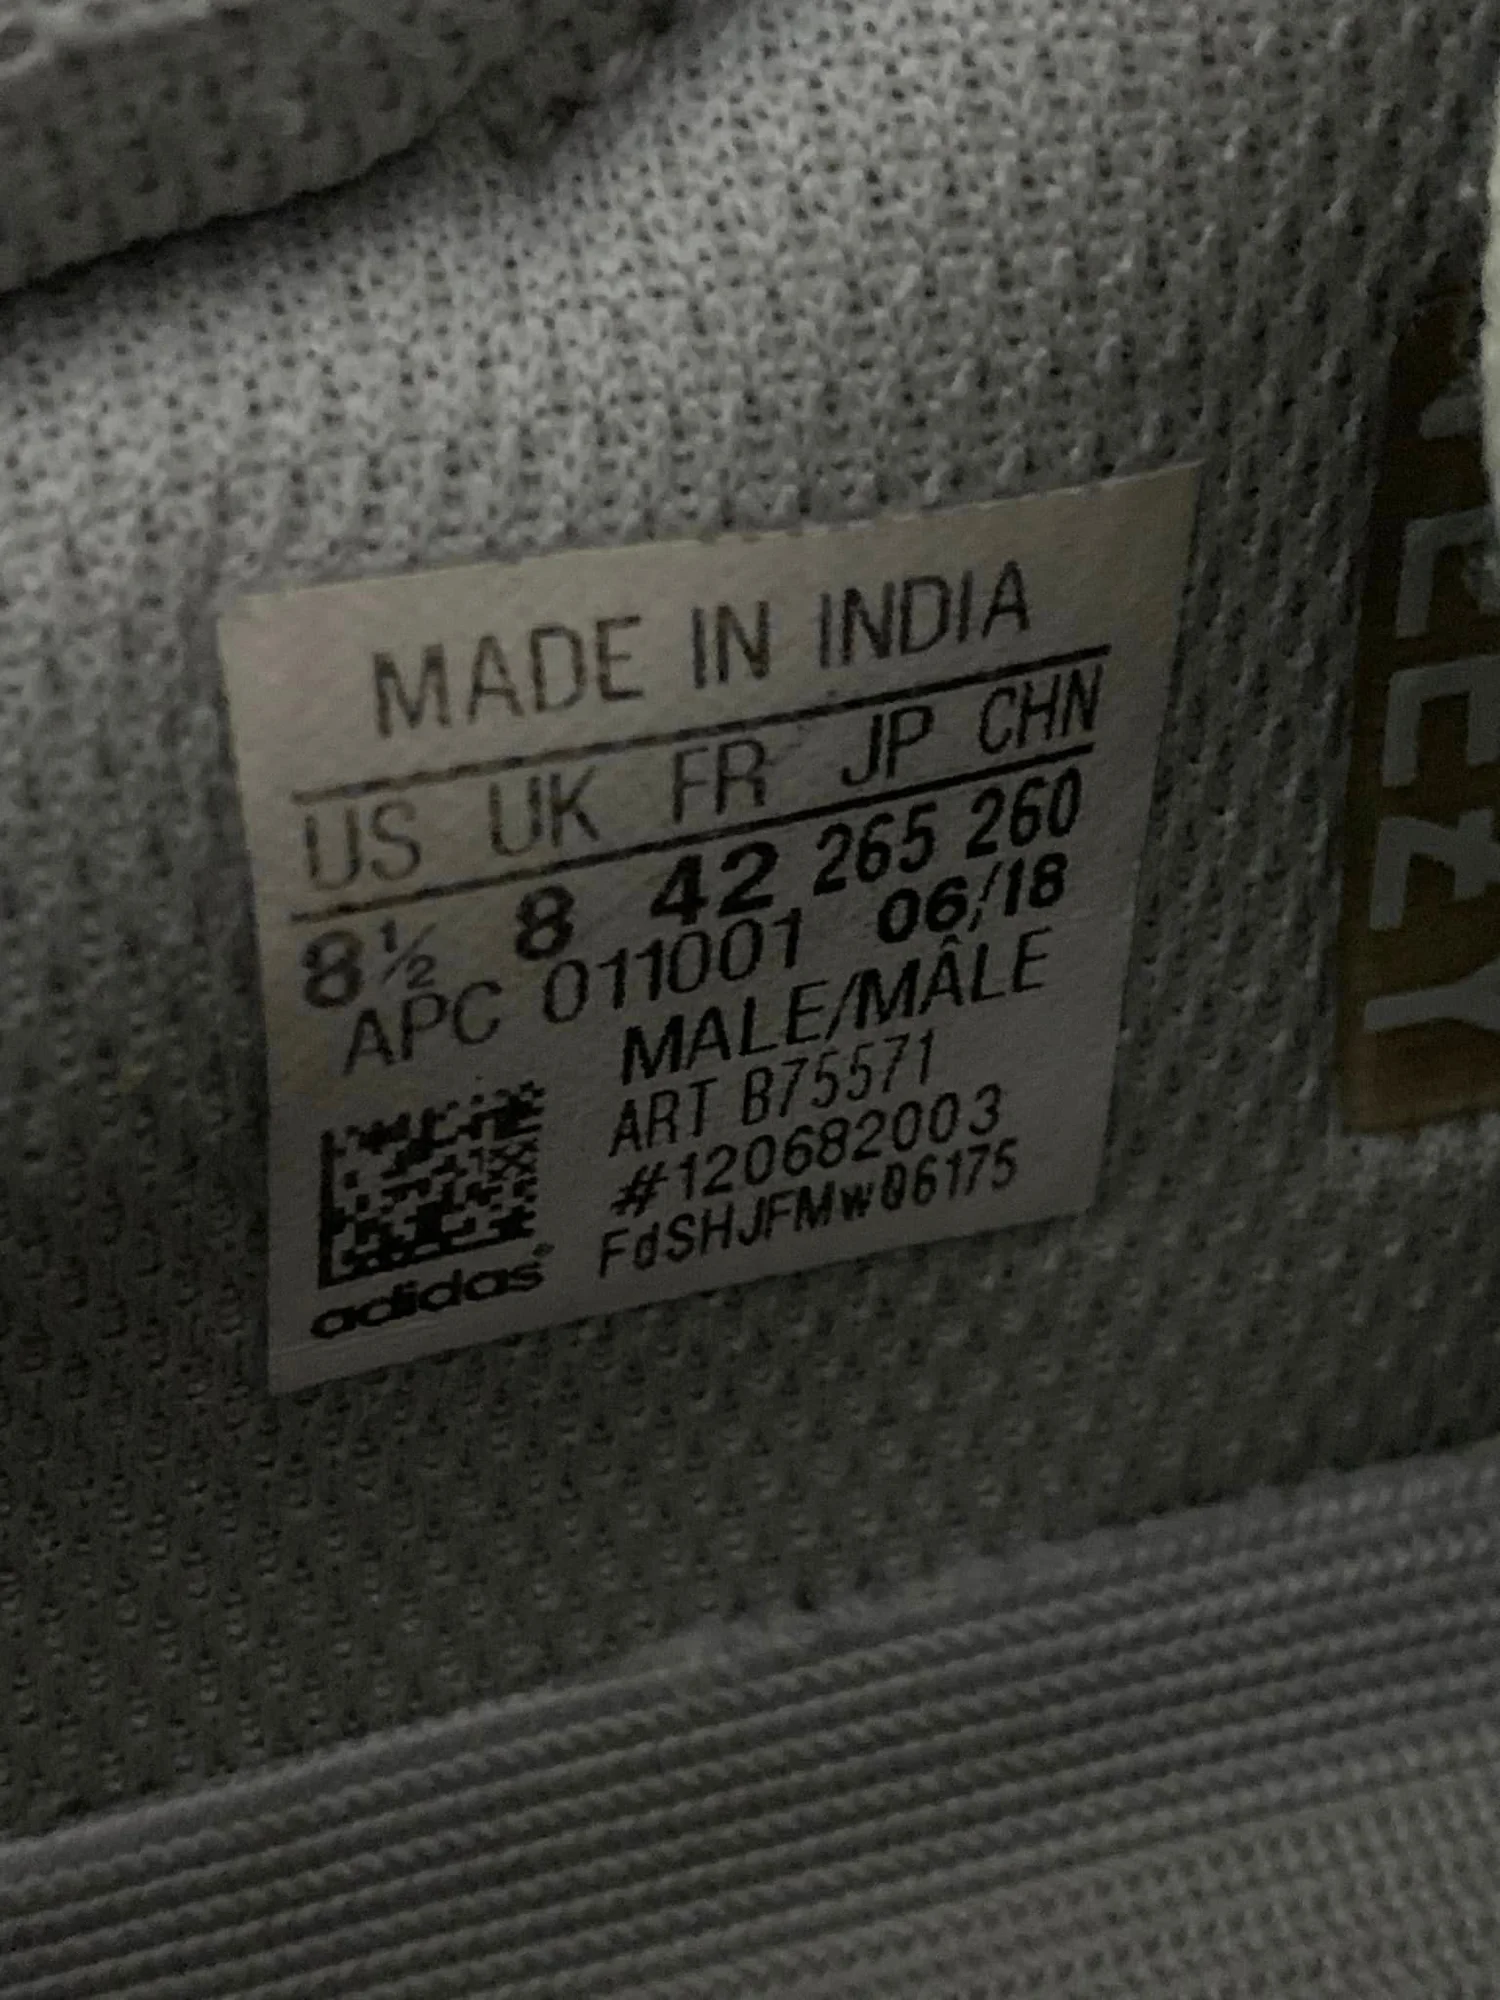 MADE IN INDIA
US UK FR JP CHN
8½ 8 42 265 260
APC 011001 06/18
MALE/MÂLE
ART B75571
#120682003
FdSHJFMw06175
adidas®
YEEZY